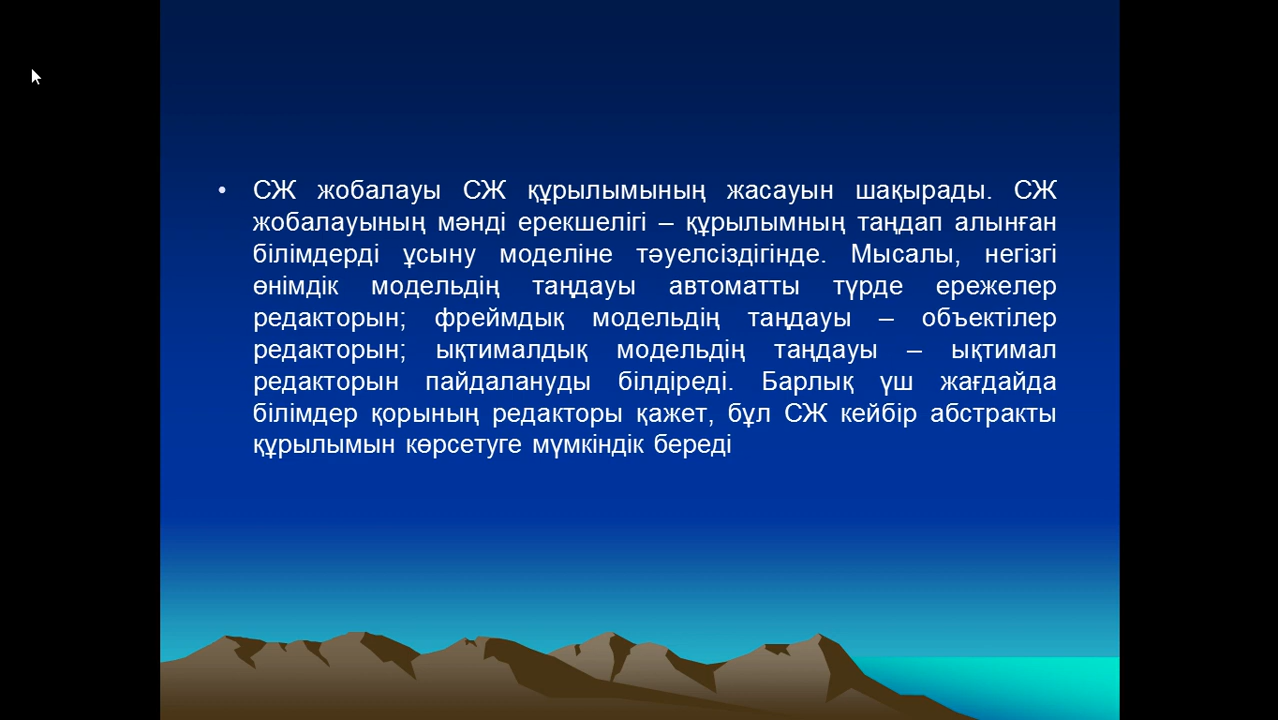 • СЖ жобалауы СЖ құрылымының жасауын шақырады. СЖ
жобалауының мәнді ерекшелігі – құрылымның таңдап алынған
білімдерді ұсыну моделіне тәуелсіздігінде. Мысалы, негізгі
өнімдік модельдің таңдауы автоматты түрде ережелер
редакторын; фреймдық модельдің таңдауы – объектілер
редакторын; ықтималдық модельдің таңдауы – ықтимал
редакторын пайдалануды білдіреді. Барлық үш жағдайда
білімдер қорының редакторы қажет, бұл СЖ кейбір абстракты
құрылымын көрсетуге мүмкіндік береді